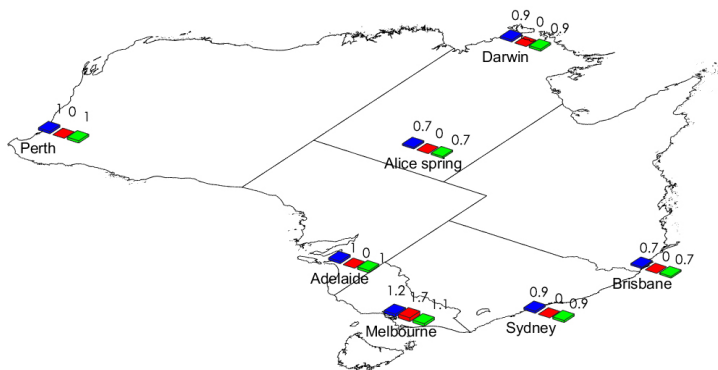 0.9 0 0.9
Darwin
1 0 1
Perth
0.7 0 0.7
Alice spring
1 0 1
Adelaide
0.7 0 0.7
Brisbane
1.2 1.7 1.1
Melbourne
0.9 0 0.9
Sydney